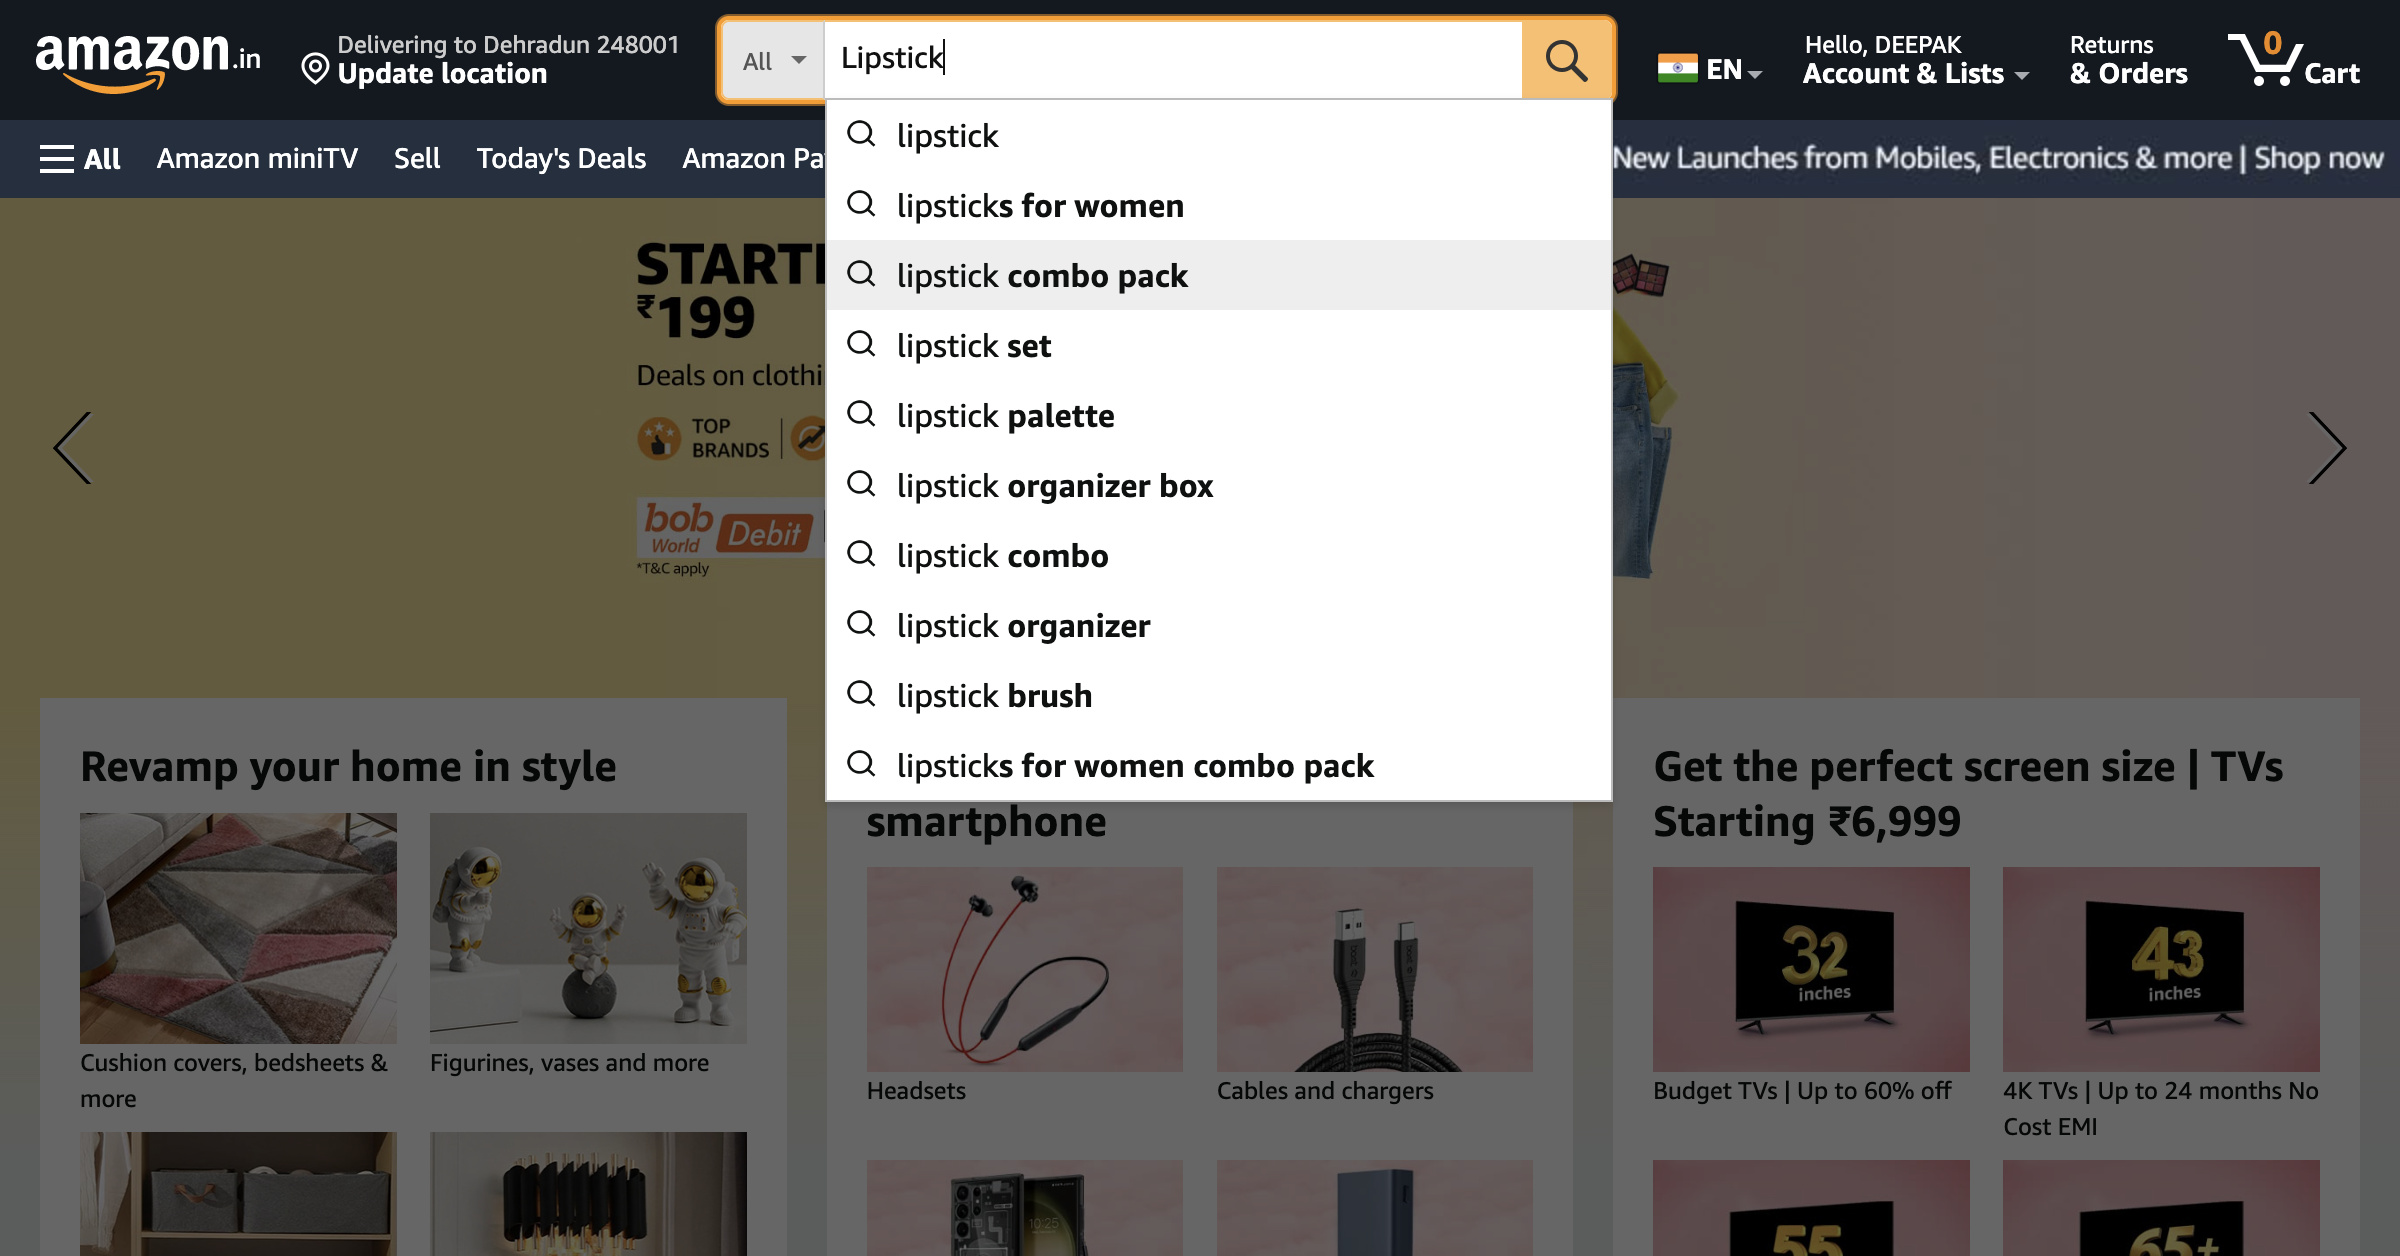 amazon.in
Delivering to Dehradun 248001
Update location
All
Lipstick
EN
Hello, DEEPAK
Account & Lists
Returns
& Orders
0
Cart
All
Amazon miniTV
Sell
Today's Deals
Amazon Pa
New Launches from Mobiles, Electronics & more | Shop now
lipstick
lipsticks for women
lipstick combo pack
lipstick set
lipstick palette
lipstick organizer box
lipstick combo
lipstick organizer
lipstick brush
lipsticks for women combo pack
STARTI
₹199
Deals on clothi
TOP
BRANDS
bob
World
Debit
*T&C apply
Revamp your home in style
Cushion covers, bedsheets &
more
Figurines, vases and more
smartphone
Headsets
Cables and chargers
10:25
Get the perfect screen size | TVs
Starting ₹6,999
32
inches
43
inches
Budget TVs | Up to 60% off
4K TVs | Up to 24 months No
Cost EMI
55
65+